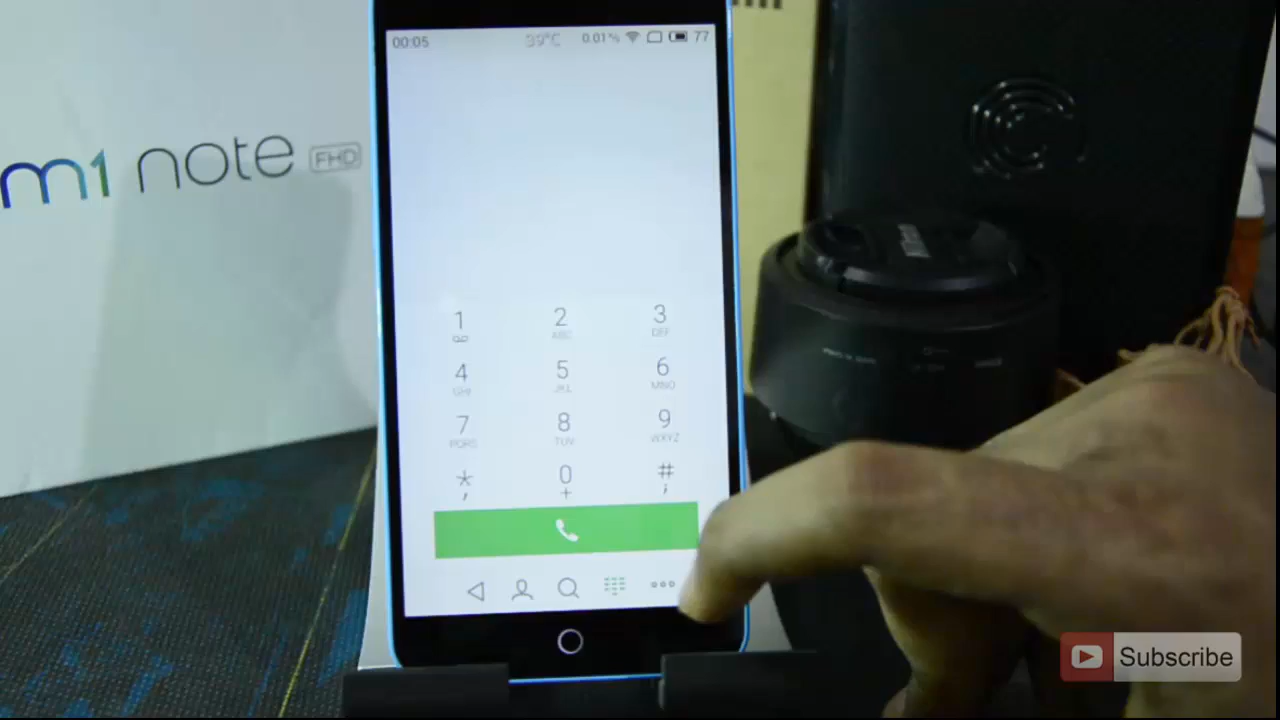 m1 note FHD
00:05 39°C 0.01% 77
1 2 ABC 3 DEF
4 GHI 5 JKL 6 MNO
7 PQRS 8 TUV 9 WXYZ
* , 0 + # ;
Subscribe